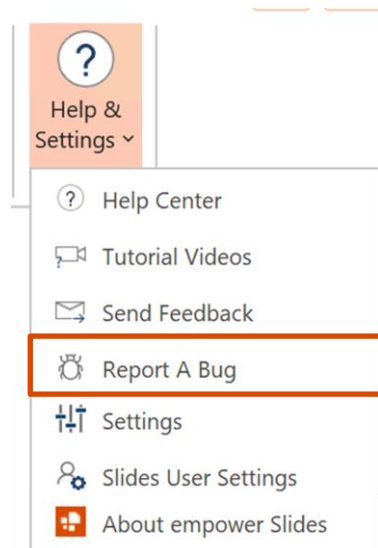 Help &
Settings
Help Center
Tutorial Videos
Send Feedback
Report A Bug
Settings
Slides User Settings
About empower Slides